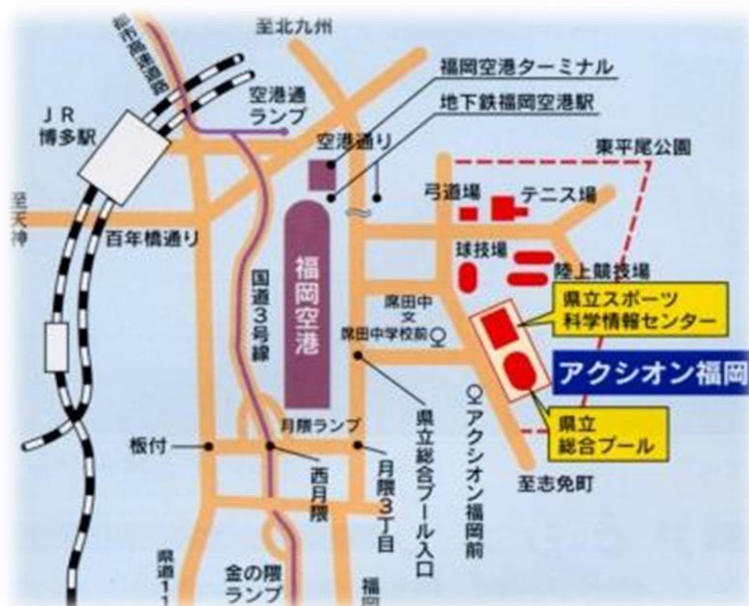 都市高速道路
至北九州
福岡空港ターミナル
地下鉄福岡空港駅
空港通
ランプ
ＪＲ
博多駅
空港通り
東平尾公園
至天神
弓道場
テニス場
百年橋通り
国道３号線
福岡空港
球技場
陸上競技場
席田中
文
席田中学校前
県立スポーツ
科学情報センター
アクシオン福岡
県立
総合プール
月隈ランプ
板付
西月隈
月隈３丁目
県立総合プール入口
アクシオン福岡前
至志免町
県道１１
金の隈
ランプ
福岡